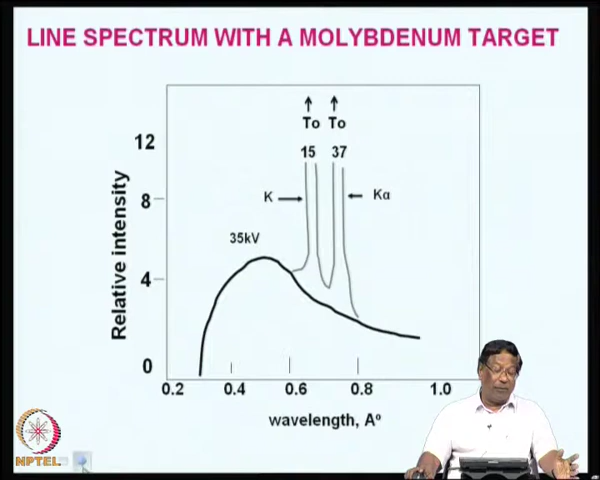 LINE SPECTRUM WITH A MOLYBDENUM TARGET
To To
15 37
12
K Kα
8
35kV
4
0
Relative intensity
0.2 0.4 0.6 0.8 1.0
wavelength, Aº
NPTEL